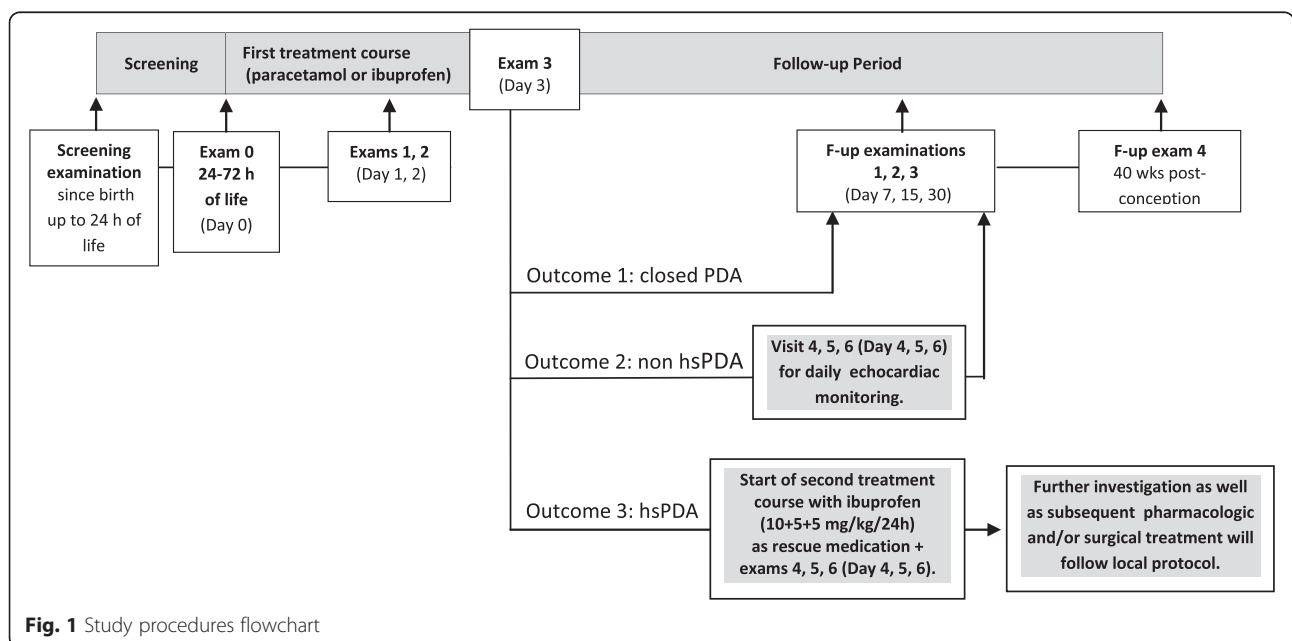 Screening
First treatment course
(paracetamol or ibuprofen)
Exam 3
(Day 3)
Follow-up Period
Screening
examination
since birth
up to 24 h of
life
Exam 0
24-72 h
of life
(Day 0)
Exams 1, 2
(Day 1, 2)
F-up examinations
1, 2, 3
(Day 7, 15, 30)
F-up exam 4
40 wks post-
conception
Outcome 1: closed PDA
Outcome 2: non hsPDA
Visit 4, 5, 6 (Day 4, 5, 6)
for daily echocardiac
monitoring.
Outcome 3: hsPDA
Start of second treatment
course with ibuprofen
(10+5+5 mg/kg/24h)
as rescue medication +
exams 4, 5, 6 (Day 4, 5, 6).
Further investigation as well
as subsequent pharmacologic
and/or surgical treatment will
follow local protocol.
Fig. 1 Study procedures flowchart